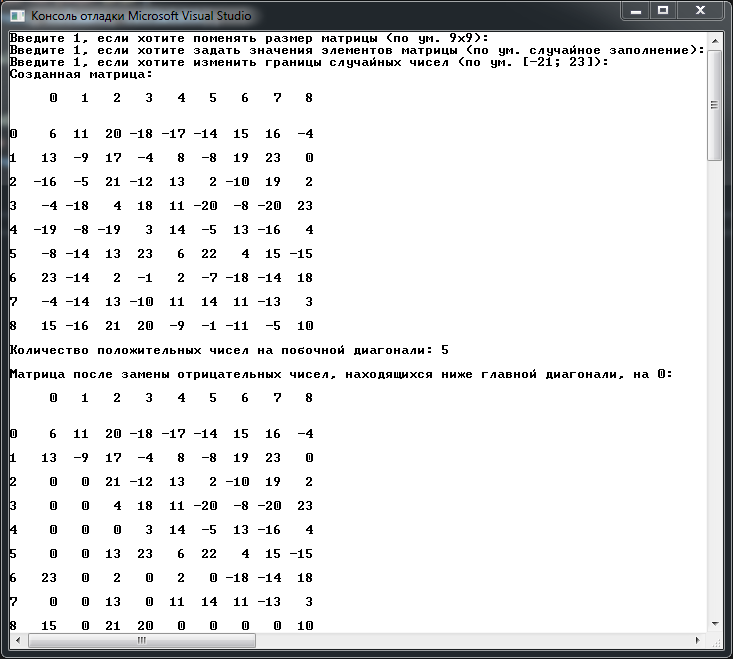 Консоль отладки Microsoft Visual Studio
Введите 1, если хотите поменять размер матрицы (по ум. 9x9):
Введите 1, если хотите задать значения элементов матрицы (по ум. случайное заполнение):
Введите 1, если хотите изменить границы случайных чисел (по ум. [-21; 23]):
Созданная матрица:
0 1 2 3 4 5 6 7 8
0 6 11 20 -18 -17 -14 15 16 -4
1 13 -9 17 -4 8 -8 19 23 0
2 -16 -5 21 -12 13 2 -10 19 2
3 -4 -18 4 18 11 -20 -8 -20 23
4 -19 -8 -19 3 14 -5 13 -16 4
5 -8 -14 13 23 6 22 4 15 -15
6 23 -14 2 -1 2 -7 -18 -14 18
7 -4 -14 13 -10 11 14 11 -13 3
8 15 -16 21 20 -9 -1 -11 -5 10
Количество положительных чисел на побочной диагонали: 5
Матрица после замены отрицательных чисел, находящихся ниже главной диагонали, на 0:
0 1 2 3 4 5 6 7 8
0 6 11 20 -18 -17 -14 15 16 -4
1 13 -9 17 -4 8 -8 19 23 0
2 0 0 21 -12 13 2 -10 19 2
3 0 0 4 18 11 -20 -8 -20 23
4 0 0 0 3 14 -5 13 -16 4
5 0 0 13 23 6 22 4 15 -15
6 23 0 2 0 2 0 -18 -14 18
7 0 0 13 0 11 14 11 -13 3
8 15 0 21 20 0 0 0 0 10